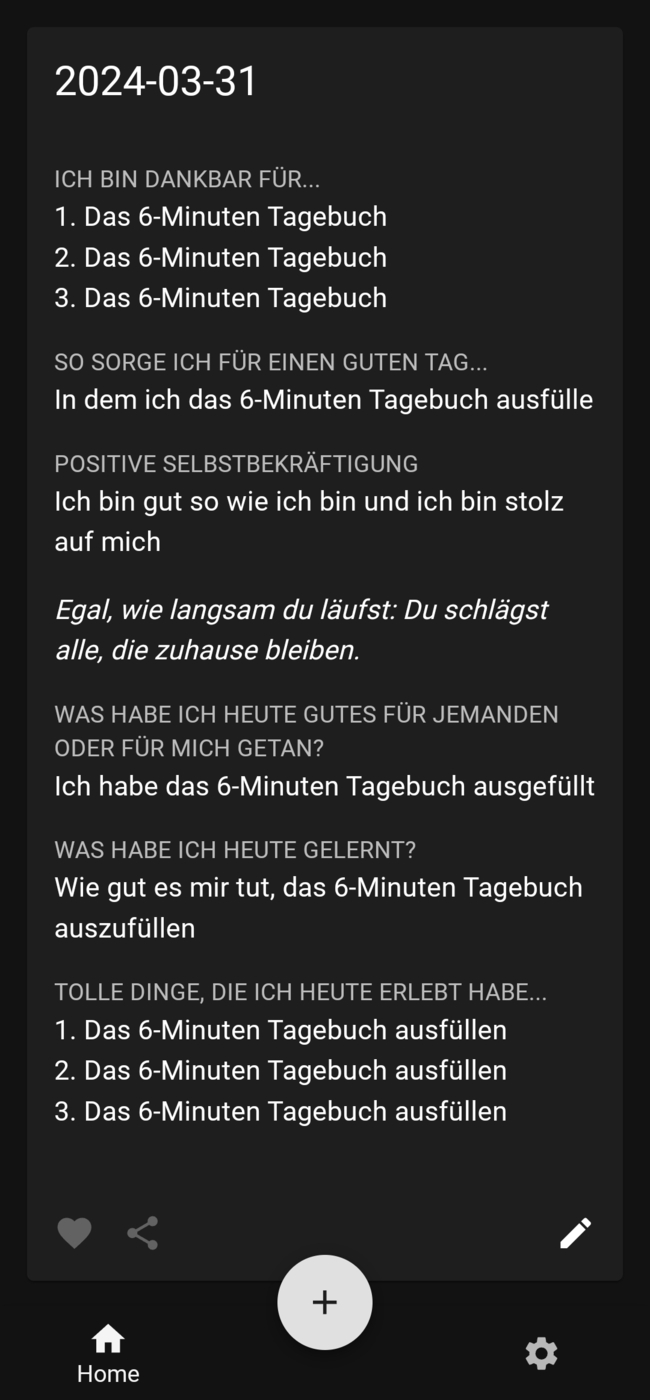 2024-03-31
ICH BIN DANKBAR FÜR...
1. Das 6-Minuten Tagebuch
2. Das 6-Minuten Tagebuch
3. Das 6-Minuten Tagebuch
SO SORGE ICH FÜR EINEN GUTEN TAG...
In dem ich das 6-Minuten Tagebuch ausfülle
POSITIVE SELBSTBEKRÄFTIGUNG
Ich bin gut so wie ich bin und ich bin stolz
auf mich
Egal, wie langsam du läufst: Du schlägst
alle, die zuhause bleiben.
WAS HABE ICH HEUTE GUTES FÜR JEMANDEN
ODER FÜR MICH GETAN?
Ich habe das 6-Minuten Tagebuch ausgefüllt
WAS HABE ICH HEUTE GELERNT?
Wie gut es mir tut, das 6-Minuten Tagebuch
auszufüllen
TOLLE DINGE, DIE ICH HEUTE ERLEBT HABE...
1. Das 6-Minuten Tagebuch ausfüllen
2. Das 6-Minuten Tagebuch ausfüllen
3. Das 6-Minuten Tagebuch ausfüllen
Home